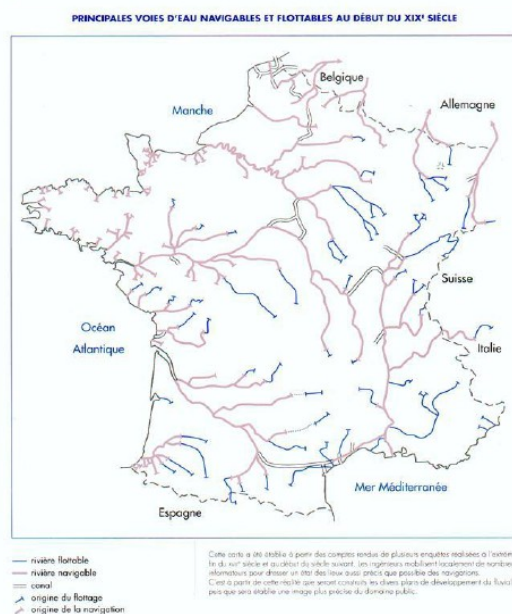 PRINCIPALES VOIES D'EAU NAVIGABLES ET FLOTTABLES AU DÉBUT DU XIXᵉ SIÈCLE
Belgique
Manche
Allemagne
Suisse
Océan
Atlantique
Italie
Mer Méditerranée
Espagne
rivière flottable
rivière navigable
canal
origine du flottage
origine de la navigation
Cette carte a été établie à partir des comptes rendus de plusieurs enquêtes réalisées à l'extrême
fin du siècle et au début du siècle suivant. Les ingénieurs mobilisent localement de nombre
informations pour dresser un état des lieux aussi précis que possible des navigations.
C'est à partir de cette réalité que seront construits les divers plans de développement du fluvial
puis que sera établie une image plus précise du domaine public.